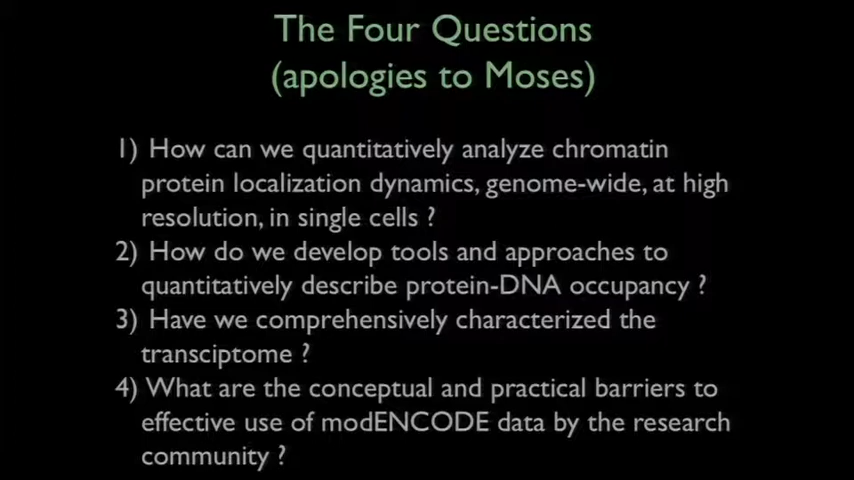 The Four Questions
(apologies to Moses)
1) How can we quantitatively analyze chromatin
protein localization dynamics, genome-wide, at high
resolution, in single cells ?
2) How do we develop tools and approaches to
quantitatively describe protein-DNA occupancy ?
3) Have we comprehensively characterized the
transciptome ?
4) What are the conceptual and practical barriers to
effective use of modENCODE data by the research
community ?